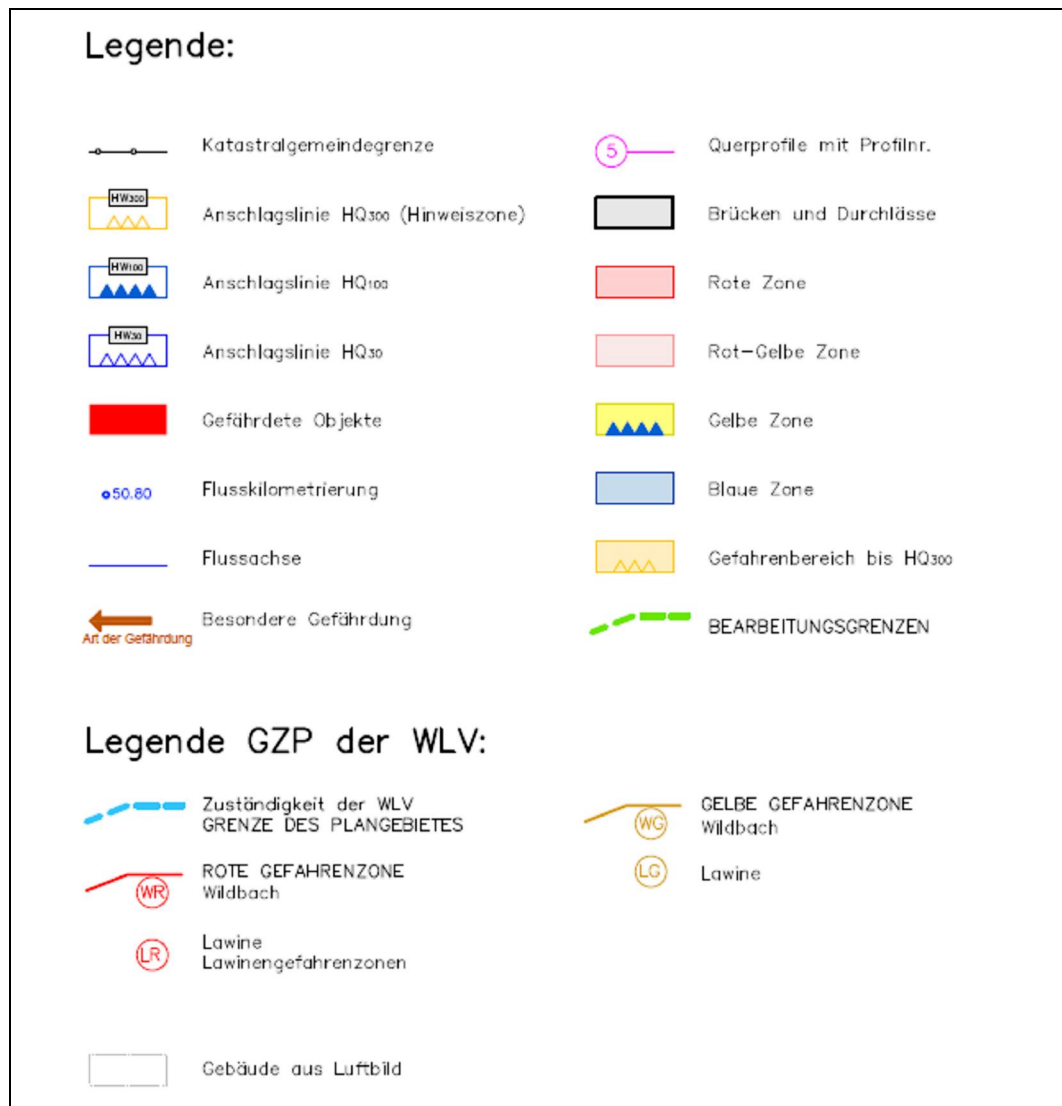 Legende:
Katastralgemeindegrenze
HW300
Anschlagslinie HQ300 (Hinweiszone)
HW100
Anschlagslinie HQ100
HW30
Anschlagslinie HQ30
Gefährdete Objekte
50.80
Flusskilometrierung
Flussachse
Art der Gefährdung
Besondere Gefährdung
5
Querprofile mit Profilnr.
Brücken und Durchlässe
Rote Zone
Rot-Gelbe Zone
Gelbe Zone
Blaue Zone
Gefahrenbereich bis HQ300
BEARBEITUNGSGRENZEN
Legende GZP der WLV:
Zuständigkeit der WLV
GRENZE DES PLANGEBIETES
WR
ROTE GEFAHRENZONE
Wildbach
LR
Lawine
Lawinengefahrenzonen
WG
GELBE GEFAHRENZONE
Wildbach
LG
Lawine
Gebäude aus Luftbild